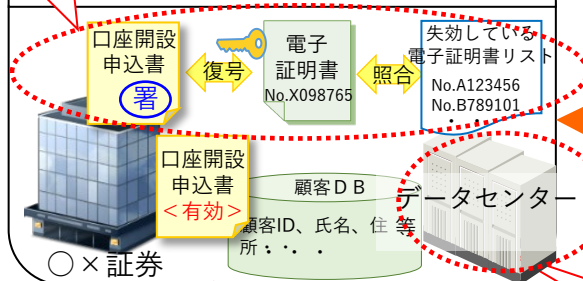 口座開設
申込書
署
復号
電子
証明書
No.X098765
照合
失効している
電子証明書リスト
No.A123456
No.B789101
・ ・
口座開設
申込書
<有効>
顧客ＤＢ
顧客ID、氏名、住所 等
・・・
データセンター
○×証券